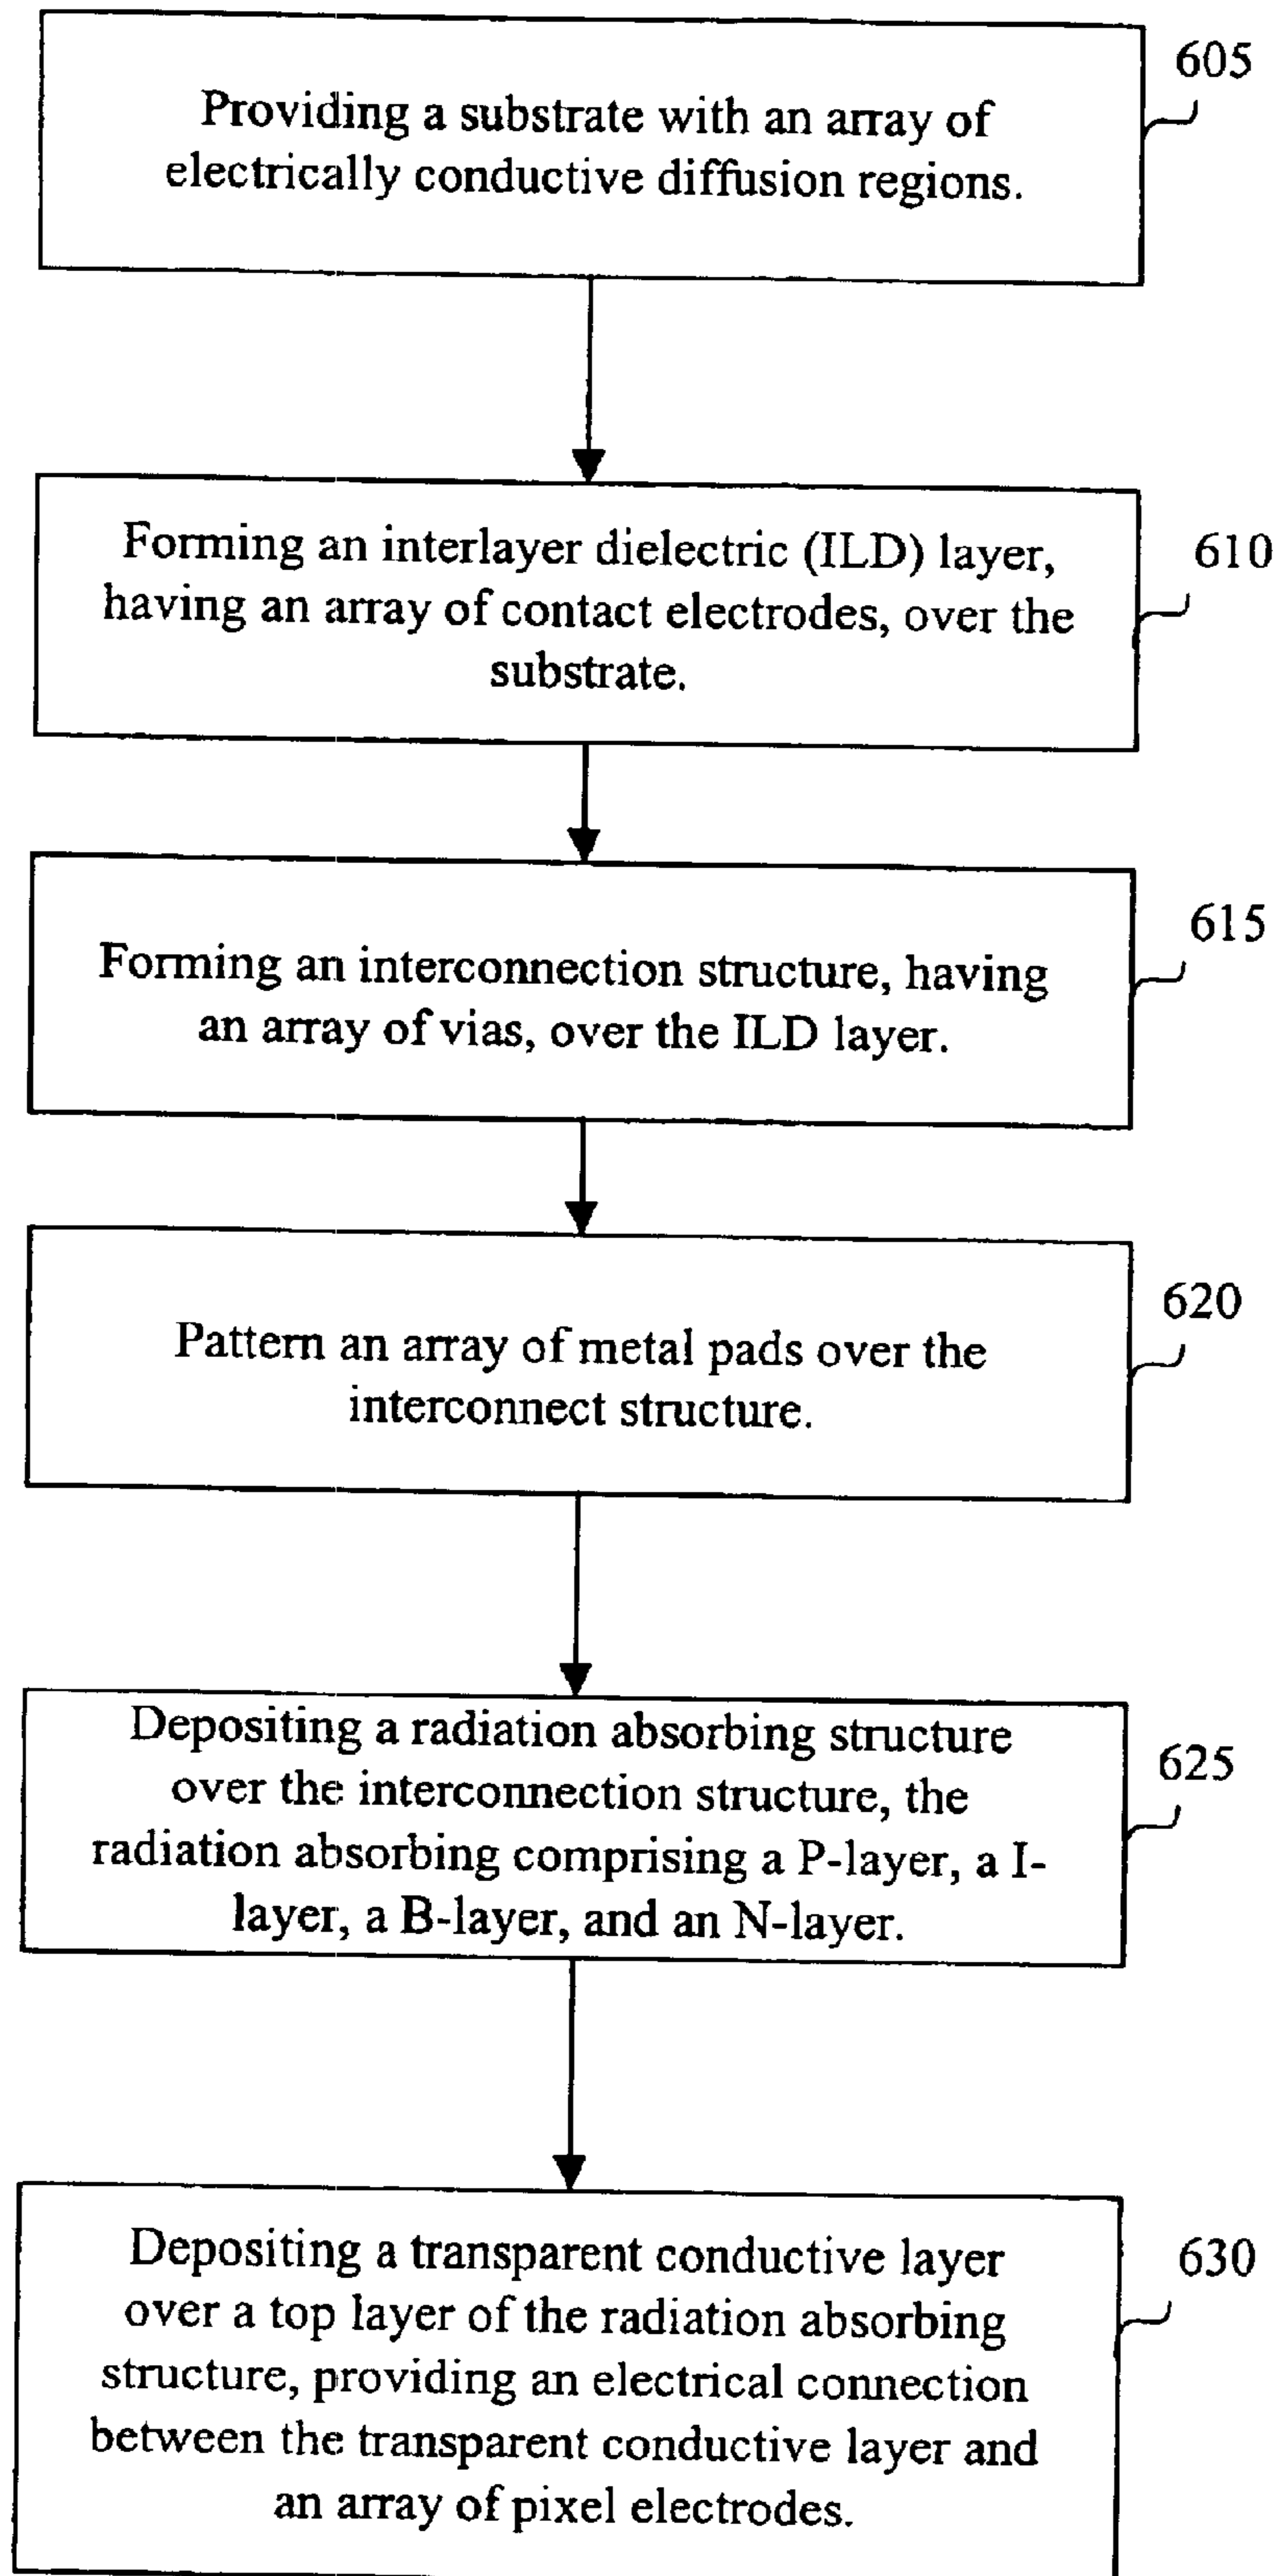 605
Providing a substrate with an array of
electrically conductive diffusion regions.
610
Forming an interlayer dielectric (ILD) layer,
having an array of contact electrodes, over the
substrate.
615
Forming an interconnection structure, having
an array of vias, over the ILD layer.
620
Pattern an array of metal pads over the
interconnect structure.
625
Depositing a radiation absorbing structure
over the interconnection structure, the
radiation absorbing comprising a P-layer, a I-
layer, a B-layer, and an N-layer.
630
Depositing a transparent conductive layer
over a top layer of the radiation absorbing
structure, providing an electrical connection
between the transparent conductive layer and
an array of pixel electrodes.